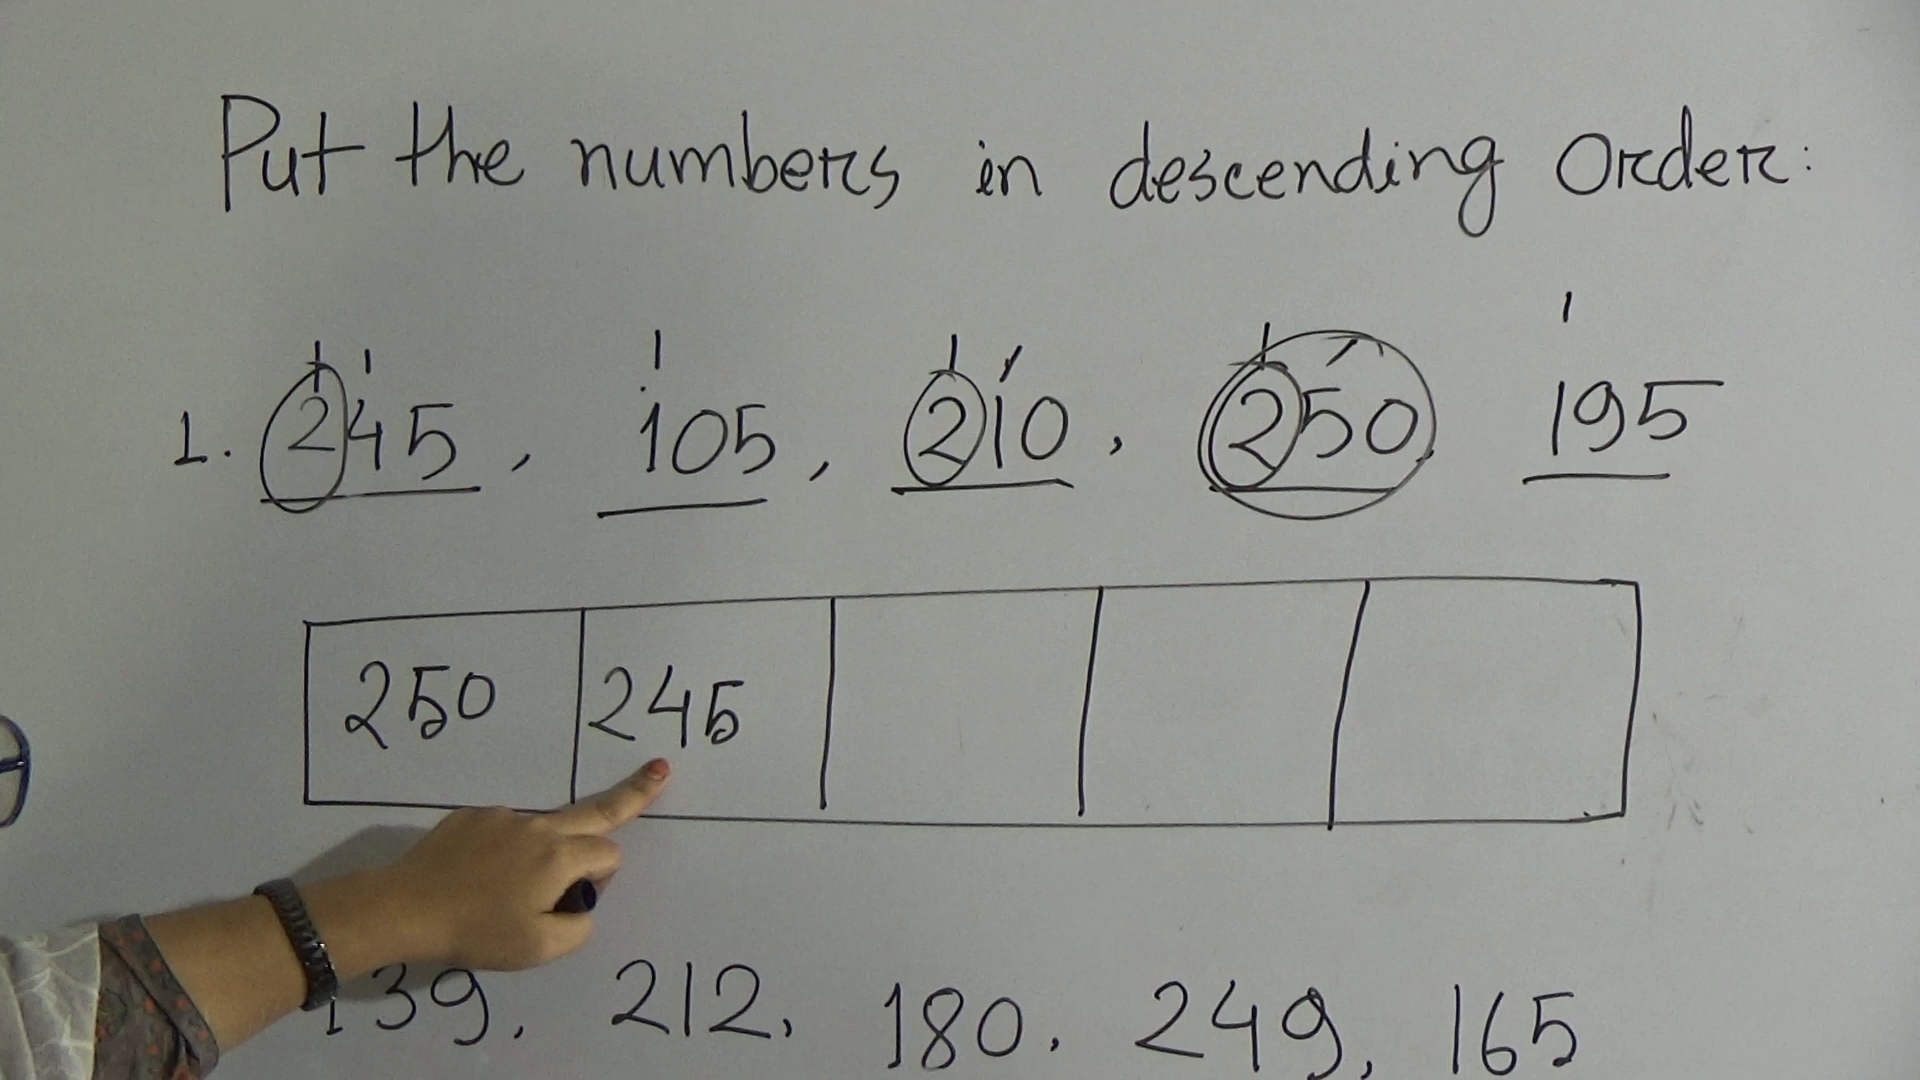 Put the numbers in descending Order:
1. 245, 105, 210, 250, 195
250 245
139, 212, 180, 249, 165